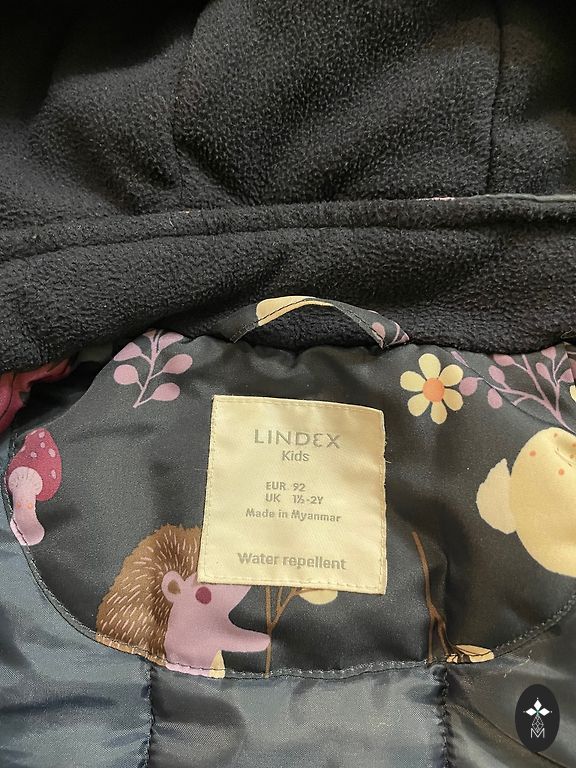 LINDEX
Kids
EUR 92
UK 1½-2Y
Made in Myanmar
Water repellent